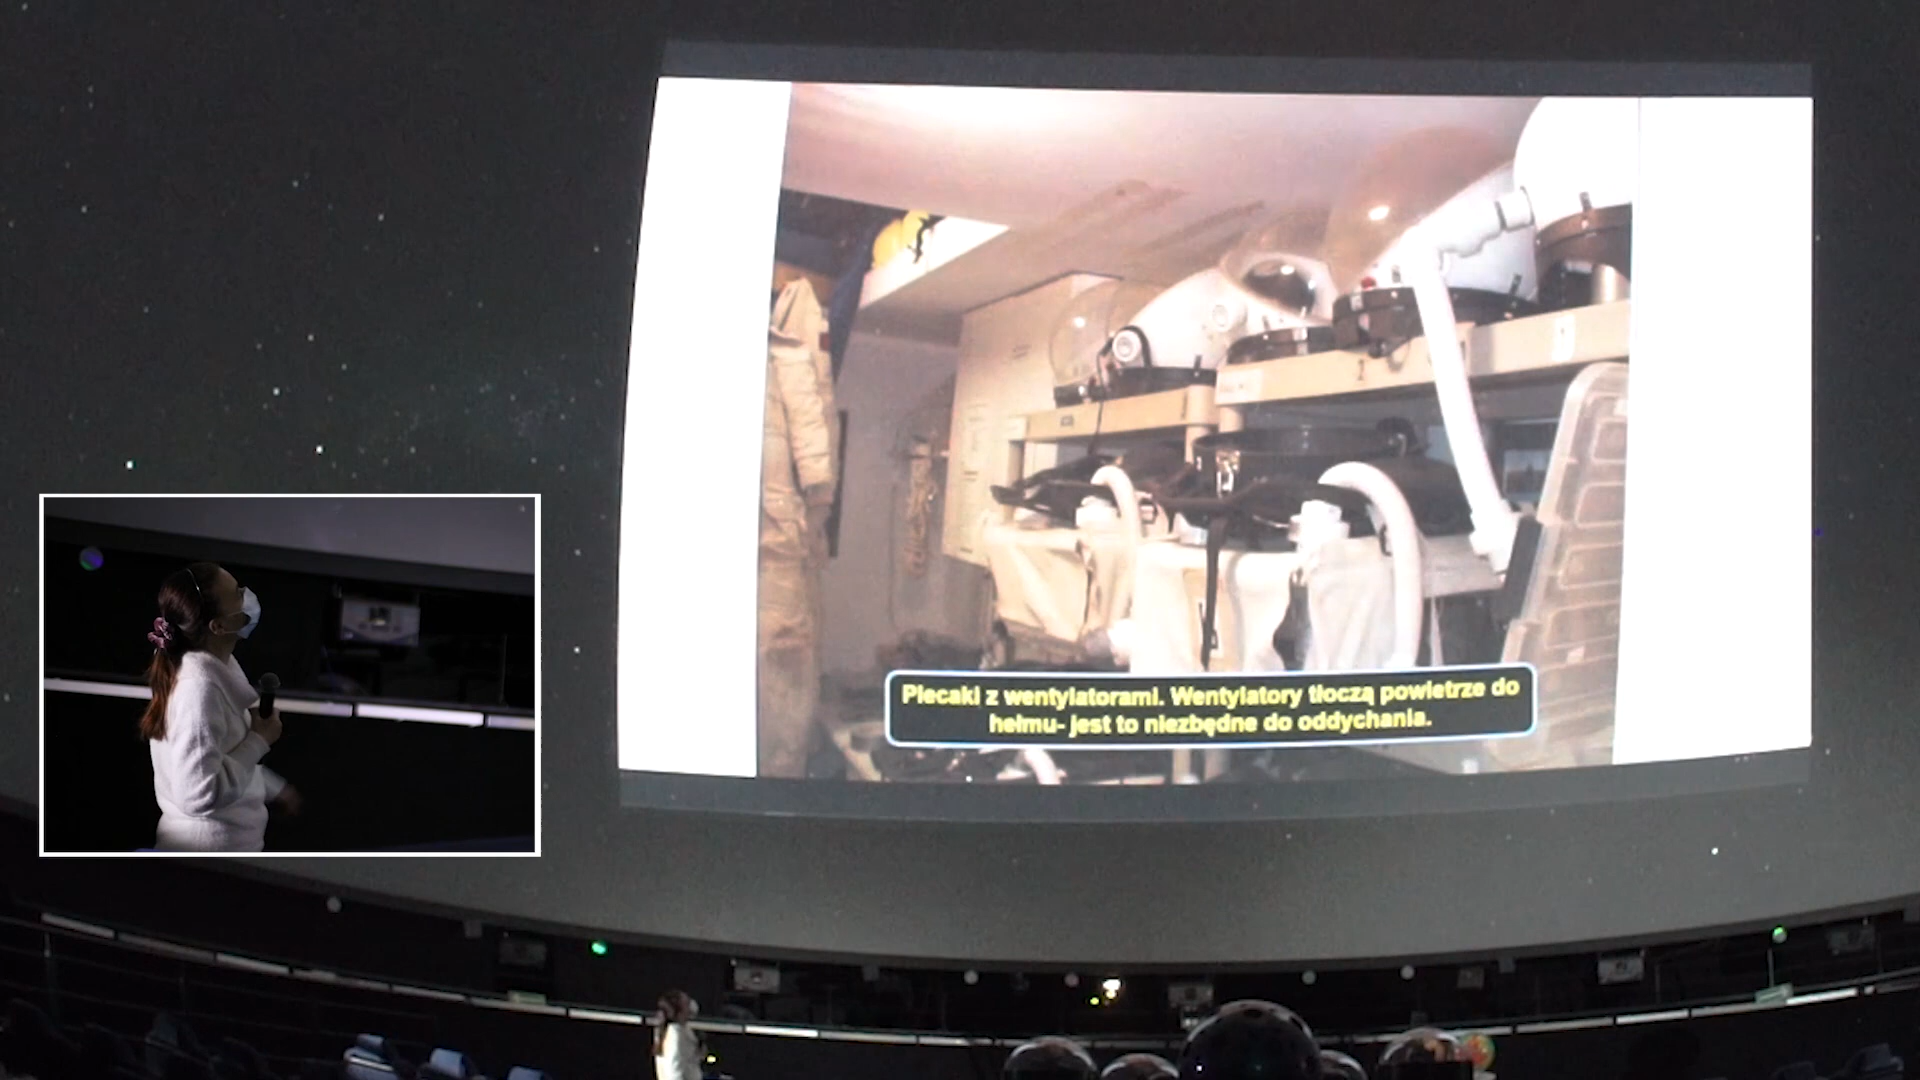 Plecaki z wentylatorami. Wentylatory tłoczą powietrze do
hełmu- jest to niezbędne do oddychania.